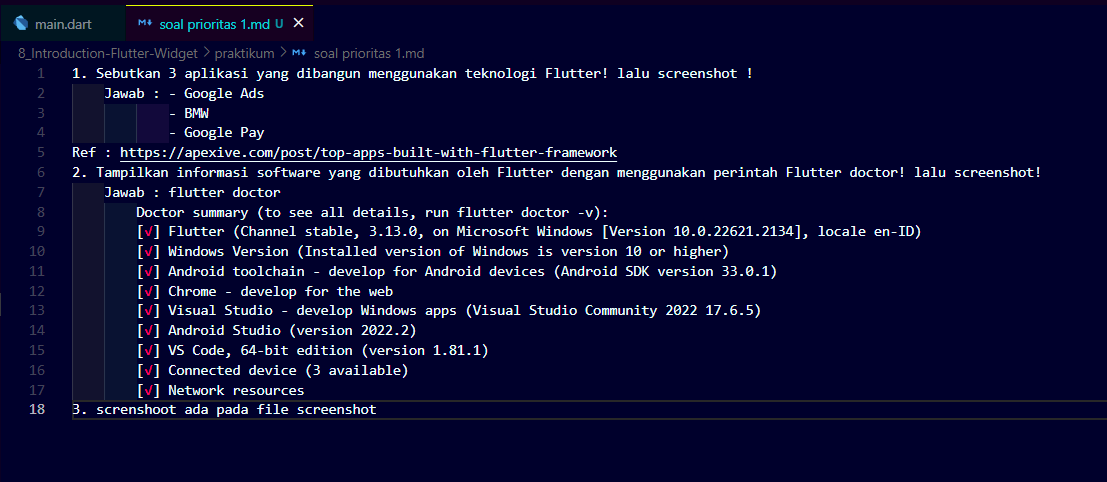 main.dart
soal prioritas 1.md U
8_Introduction-Flutter-Widget > praktikum > soal prioritas 1.md
1 1. Sebutkan 3 aplikasi yang dibangun menggunakan teknologi Flutter! lalu screenshot !
2 Jawab : - Google Ads
3 - BMW
4 - Google Pay
5 Ref : https://apexive.com/post/top-apps-built-with-flutter-framework
6 2. Tampilkan informasi software yang dibutuhkan oleh Flutter dengan menggunakan perintah Flutter doctor! lalu screenshot!
7 Jawab : flutter doctor
8 Doctor summary (to see all details, run flutter doctor -v):
9 [√] Flutter (Channel stable, 3.13.0, on Microsoft Windows [Version 10.0.22621.2134], locale en-ID)
10 [√] Windows Version (Installed version of Windows is version 10 or higher)
11 [√] Android toolchain - develop for Android devices (Android SDK version 33.0.1)
12 [√] Chrome - develop for the web
13 [√] Visual Studio - develop Windows apps (Visual Studio Community 2022 17.6.5)
14 [√] Android Studio (version 2022.2)
15 [√] VS Code, 64-bit edition (version 1.81.1)
16 [√] Connected device (3 available)
17 [√] Network resources
18 3. screnshoot ada pada file screenshot